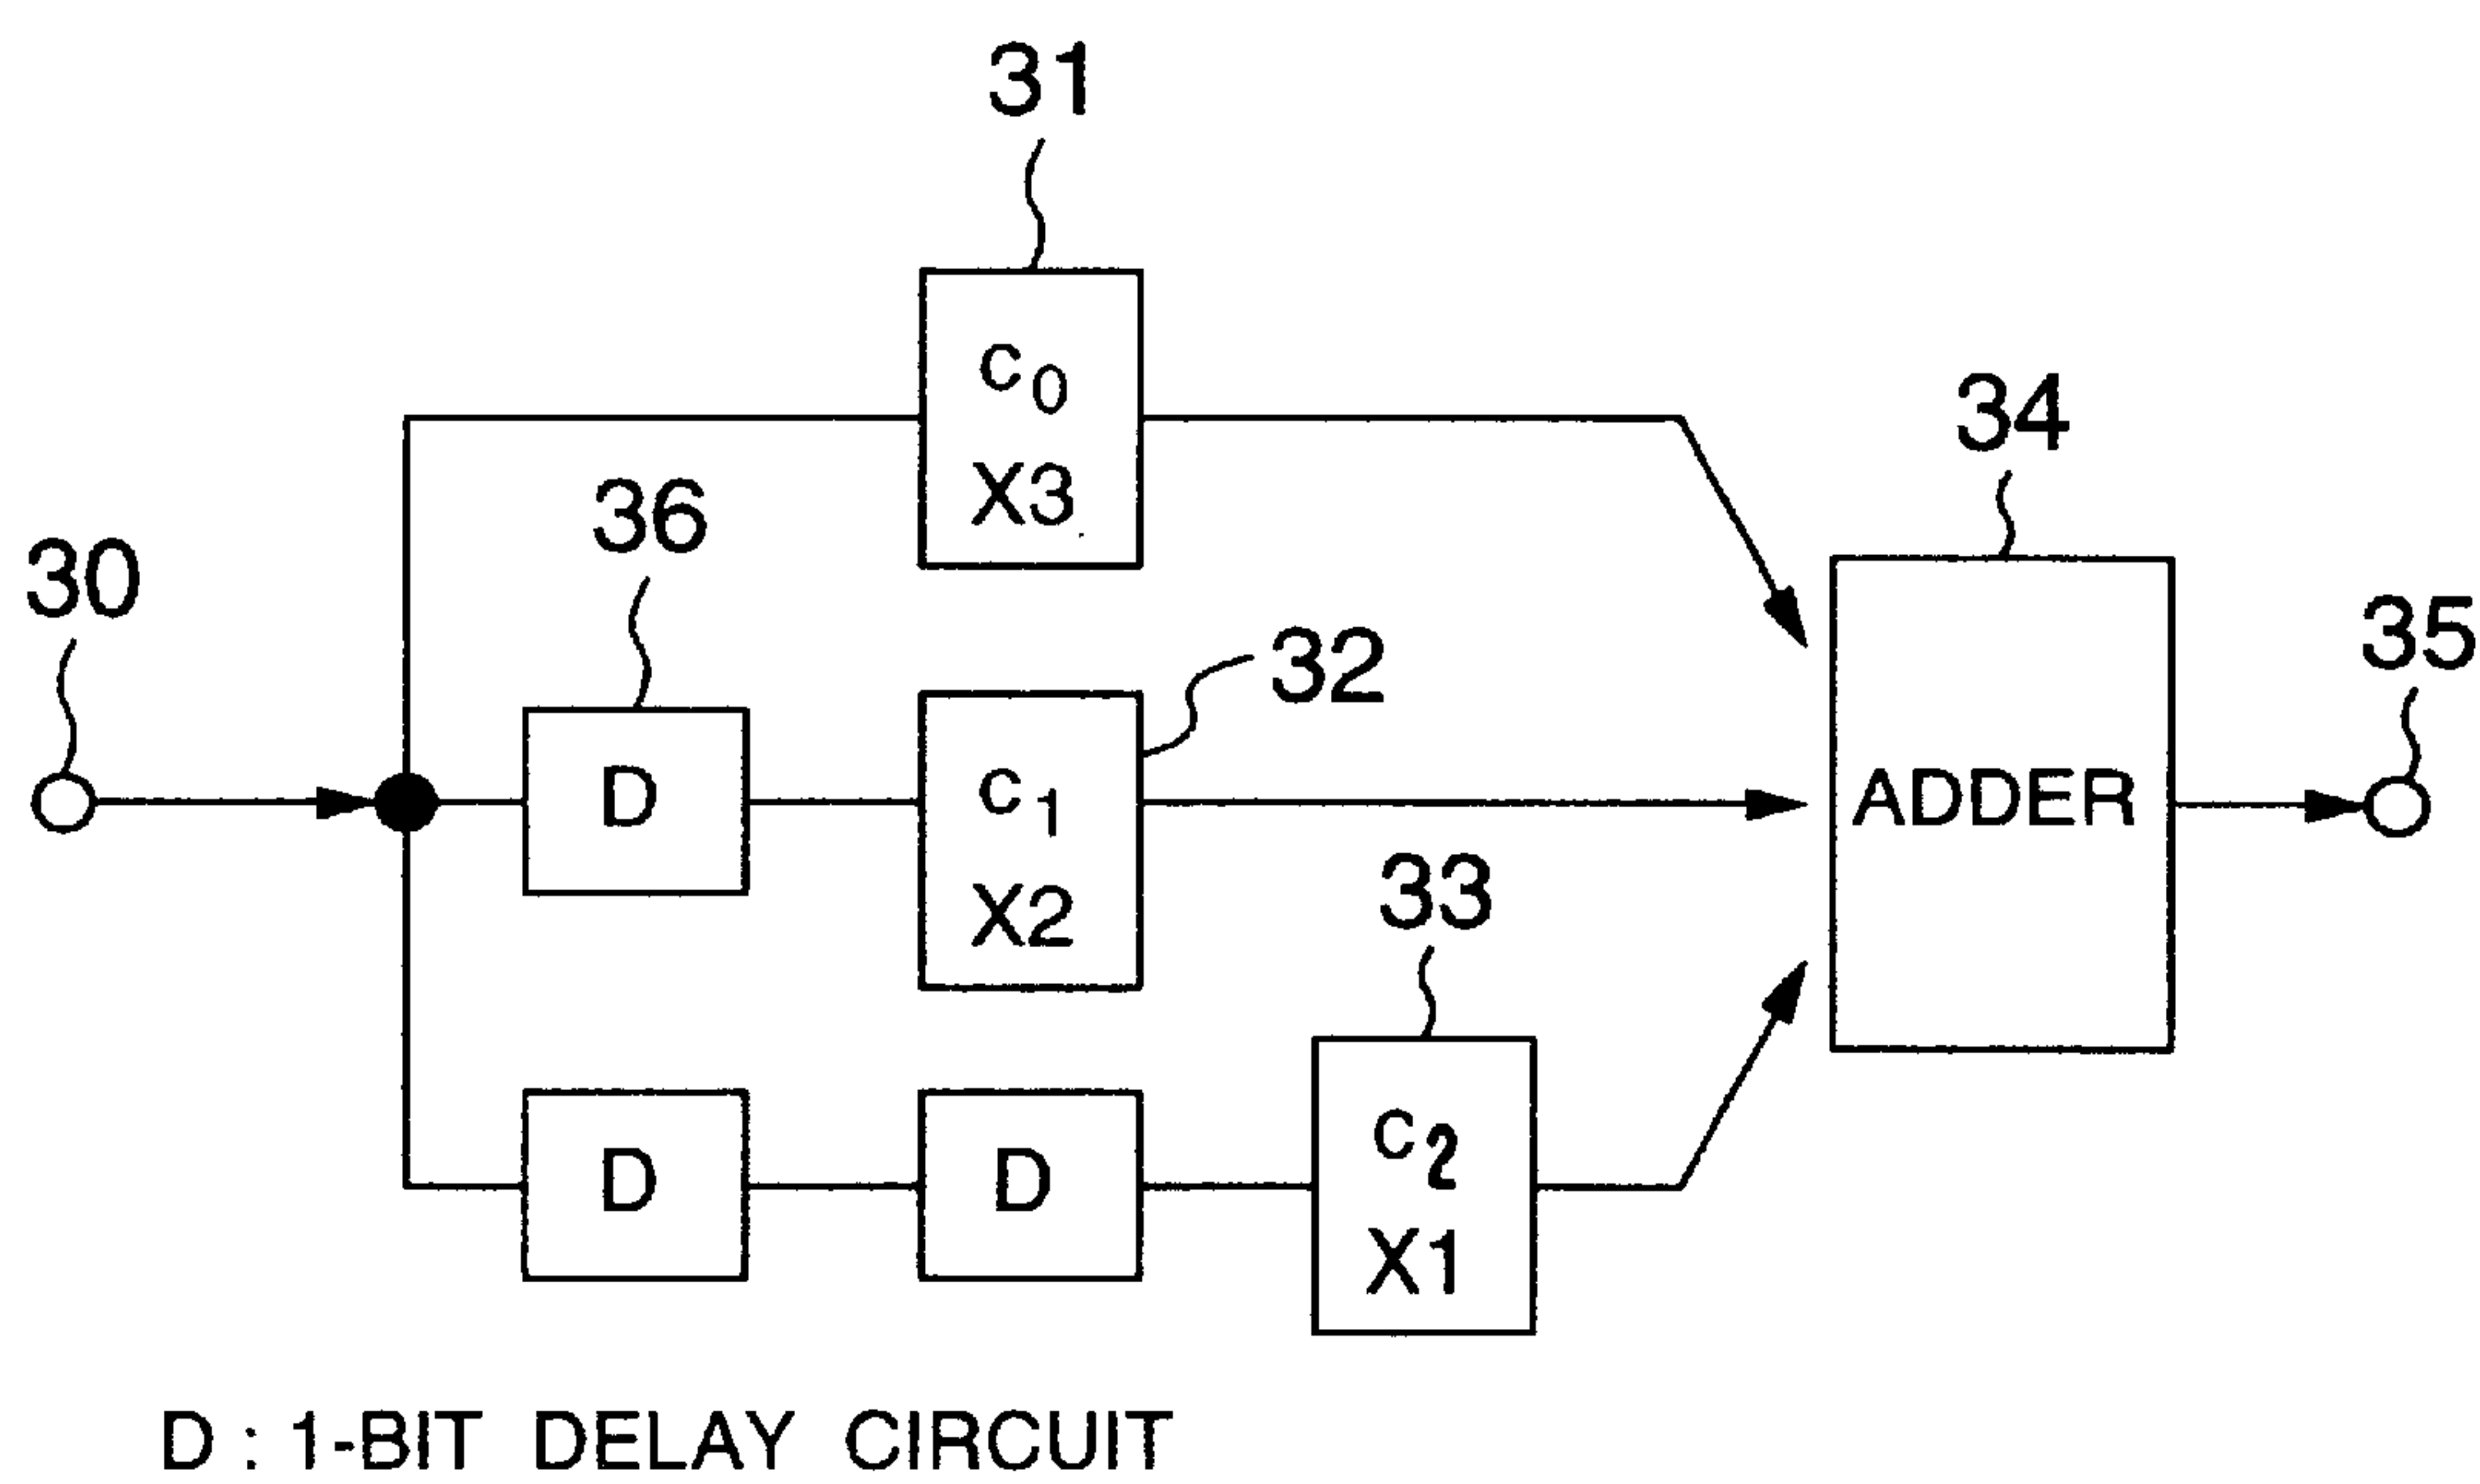 31
c0
X3
34
36
30
35
32
D
c1
X2
ADDER
33
D
D
c2
X1
D : 1-BIT DELAY CIRCUIT